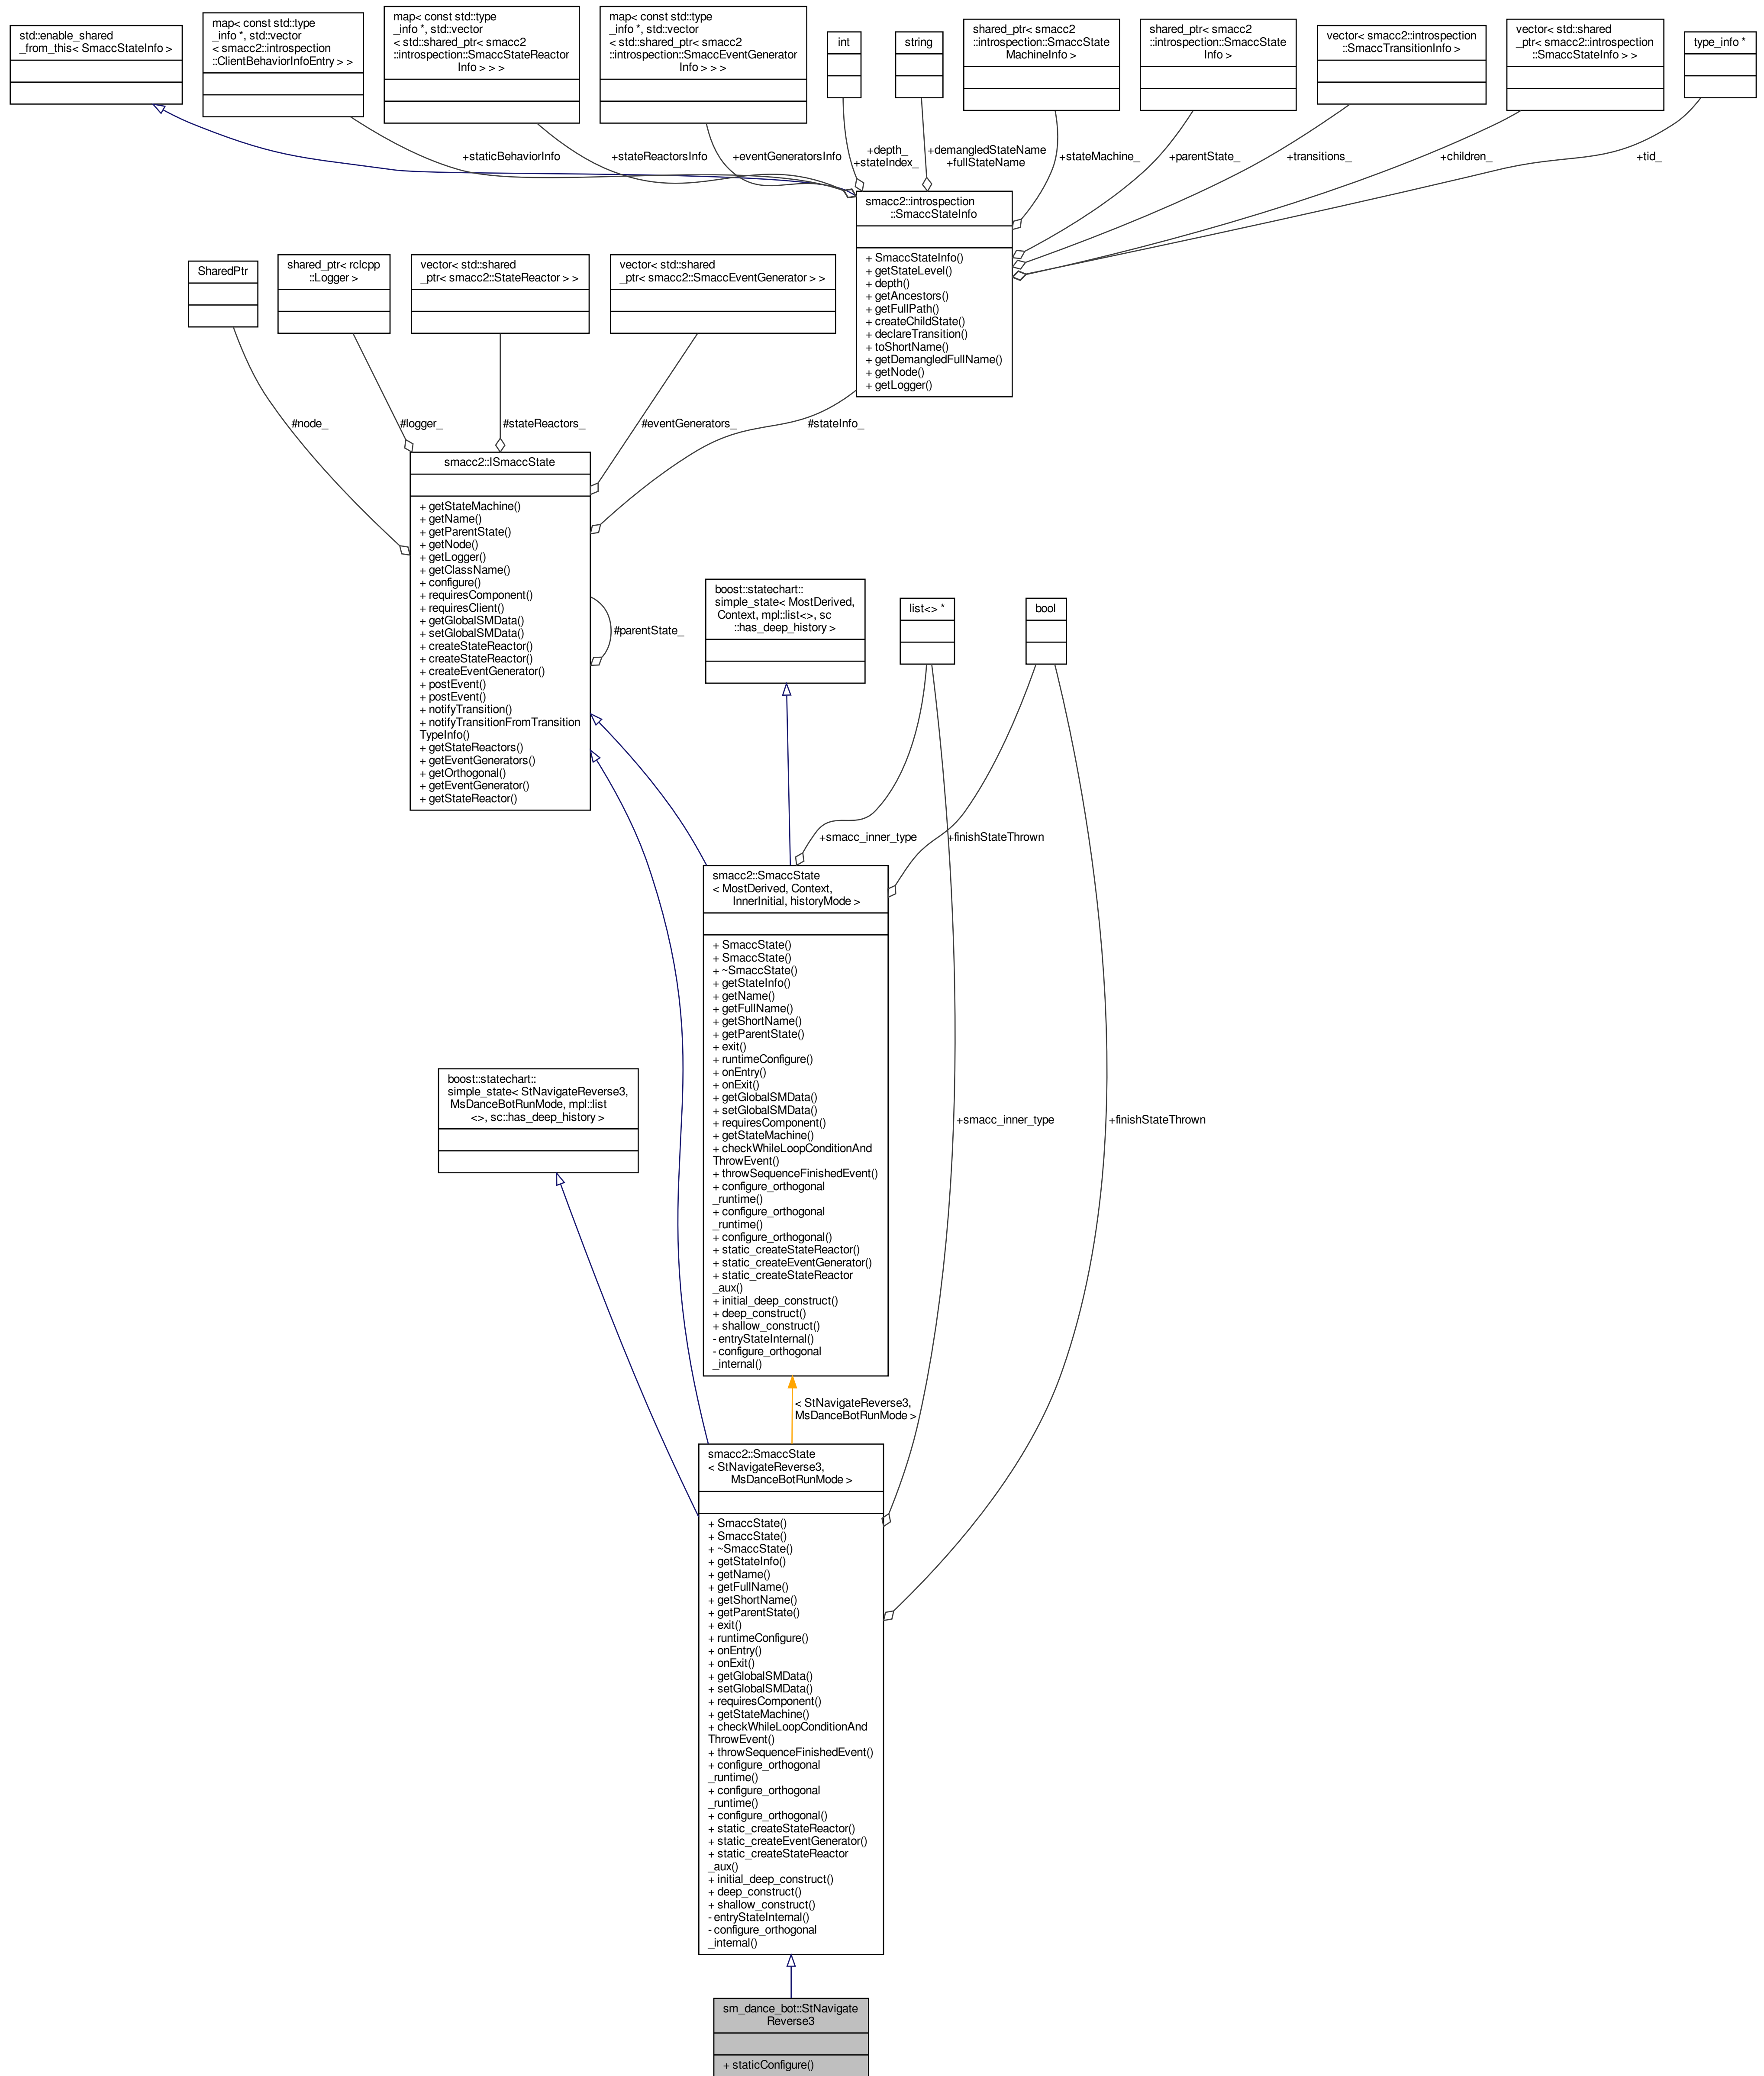 std::enable_shared
_from_this< SmaccStateInfo >
map< const std::type
_info *, std::vector
< smacc2::introspection
::ClientBehaviorInfoEntry > >
map< const std::type
_info *, std::vector
< std::shared_ptr< smacc2
::introspection::SmaccStateReactor
Info > > >
map< const std::type
_info *, std::vector
< std::shared_ptr< smacc2
::introspection::SmaccEventGenerator
Info > > >
int
string
shared_ptr< smacc2
::introspection::SmaccState
MachineInfo >
shared_ptr< smacc2
::introspection::SmaccState
Info >
vector< smacc2::introspection
::SmaccTransitionInfo >
vector< std::shared
_ptr< smacc2::introspection
::SmaccStateInfo > >
type_info *
+staticBehaviorInfo
+stateReactorsInfo
+eventGeneratorsInfo
+depth_
+stateIndex_
+demangledStateName
+fullStateName
+stateMachine_
+parentState_
+transitions_
+children_
+tid_
smacc2::introspection
::SmaccStateInfo
+ SmaccStateInfo()
+ getStateLevel()
+ depth()
+ getAncestors()
+ getFullPath()
+ createChildState()
+ declareTransition()
+ toShortName()
+ getDemangledFullName()
+ getNode()
+ getLogger()
SharedPtr
shared_ptr< rclcpp
::Logger >
vector< std::shared
_ptr< smacc2::StateReactor > >
vector< std::shared
_ptr< smacc2::SmaccEventGenerator > >
#node_
#logger_
#stateReactors_
#eventGenerators_
#stateInfo_
smacc2::ISmaccState
+ getStateMachine()
+ getName()
+ getParentState()
+ getNode()
+ getLogger()
+ getClassName()
+ configure()
+ requiresComponent()
+ requiresClient()
+ getGlobalSMData()
+ setGlobalSMData()
+ createStateReactor()
+ createStateReactor()
+ createEventGenerator()
+ postEvent()
+ postEvent()
+ notifyTransition()
+ notifyTransitionFromTransition
TypeInfo()
+ getStateReactors()
+ getEventGenerators()
+ getOrthogonal()
+ getEventGenerator()
+ getStateReactor()
#parentState_
boost::statechart::
simple_state< MostDerived,
Context, mpl::list<>, sc
::has_deep_history >
list<> *
bool
+smacc_inner_type
+finishStateThrown
smacc2::SmaccState
< MostDerived, Context,
InnerInitial, historyMode >
+ SmaccState()
+ SmaccState()
+ ~SmaccState()
+ getStateInfo()
+ getName()
+ getFullName()
+ getShortName()
+ getParentState()
+ exit()
+ runtimeConfigure()
+ onEntry()
+ onExit()
+ getGlobalSMData()
+ setGlobalSMData()
+ requiresComponent()
+ getStateMachine()
+ checkWhileLoopConditionAnd
ThrowEvent()
+ throwSequenceFinishedEvent()
+ configure_orthogonal
_runtime()
+ configure_orthogonal
_runtime()
+ configure_orthogonal()
+ static_createStateReactor()
+ static_createEventGenerator()
+ static_createStateReactor
_aux()
+ initial_deep_construct()
+ deep_construct()
+ shallow_construct()
- entryStateInternal()
- configure_orthogonal
_internal()
boost::statechart::
simple_state< StNavigateReverse3,
MsDanceBotRunMode, mpl::list
<>, sc::has_deep_history >
+smacc_inner_type
+finishStateThrown
< StNavigateReverse3,
MsDanceBotRunMode >
smacc2::SmaccState
< StNavigateReverse3,
MsDanceBotRunMode >
+ SmaccState()
+ SmaccState()
+ ~SmaccState()
+ getStateInfo()
+ getName()
+ getFullName()
+ getShortName()
+ getParentState()
+ exit()
+ runtimeConfigure()
+ onEntry()
+ onExit()
+ getGlobalSMData()
+ setGlobalSMData()
+ requiresComponent()
+ getStateMachine()
+ checkWhileLoopConditionAnd
ThrowEvent()
+ throwSequenceFinishedEvent()
+ configure_orthogonal
_runtime()
+ configure_orthogonal
_runtime()
+ configure_orthogonal()
+ static_createStateReactor()
+ static_createEventGenerator()
+ static_createStateReactor
_aux()
+ initial_deep_construct()
+ deep_construct()
+ shallow_construct()
- entryStateInternal()
- configure_orthogonal
_internal()
sm_dance_bot::StNavigate
Reverse3
+ staticConfigure()